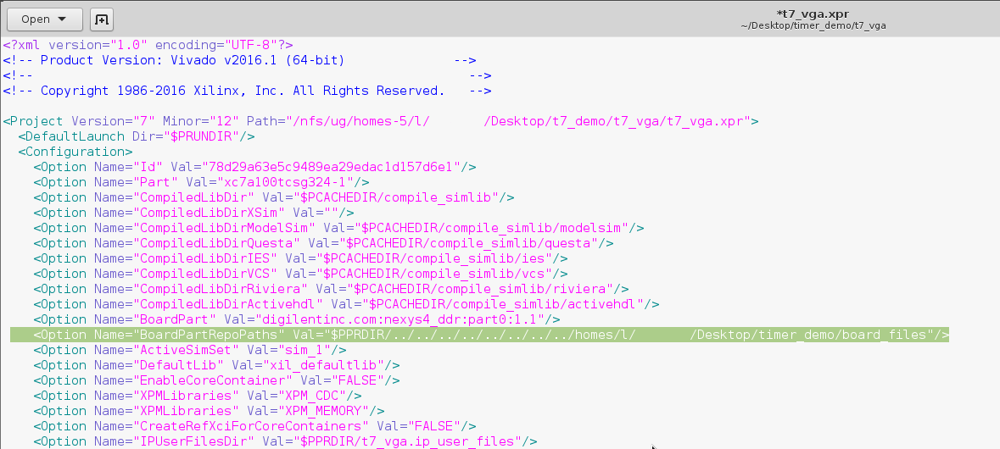 Open
*t7_vga.xpr
~/Desktop/timer_demo/t7_vga
<?xml version="1.0" encoding="UTF-8"?>
<!-- Product Version: Vivado v2016.1 (64-bit)              -->
<!--                                                         -->
<!-- Copyright 1986-2016 Xilinx, Inc. All Rights Reserved.   -->
<Project Version="7" Minor="12" Path="/nfs/ug/homes-5/l/       /Desktop/t7_demo/t7_vga/t7_vga.xpr">
  <DefaultLaunch Dir="$PRUNDIR"/>
  <Configuration>
    <Option Name="Id" Val="78d29a63e5c9489ea29edac1d157d6e1"/>
    <Option Name="Part" Val="xc7a100tcsg324-1"/>
    <Option Name="CompiledLibDir" Val="$PCACHEDIR/compile_simlib"/>
    <Option Name="CompiledLibDirXSim" Val=""/>
    <Option Name="CompiledLibDirModelSim" Val="$PCACHEDIR/compile_simlib/modelsim"/>
    <Option Name="CompiledLibDirQuesta" Val="$PCACHEDIR/compile_simlib/questa"/>
    <Option Name="CompiledLibDirIES" Val="$PCACHEDIR/compile_simlib/ies"/>
    <Option Name="CompiledLibDirVCS" Val="$PCACHEDIR/compile_simlib/vcs"/>
    <Option Name="CompiledLibDirRiviera" Val="$PCACHEDIR/compile_simlib/riviera"/>
    <Option Name="CompiledLibDirActivehdl" Val="$PCACHEDIR/compile_simlib/activehdl"/>
    <Option Name="BoardPart" Val="digilentinc.com:nexys4_ddr:part0:1.1"/>
    <Option Name="BoardPartRepoPaths" Val="$PPRDIR/../../../../../../../../homes/l/       /Desktop/timer_demo/board_files"/>
    <Option Name="ActiveSimSet" Val="sim_1"/>
    <Option Name="DefaultLib" Val="xil_defaultlib"/>
    <Option Name="EnableCoreContainer" Val="FALSE"/>
    <Option Name="XPMLibraries" Val="XPM_CDC"/>
    <Option Name="XPMLibraries" Val="XPM_MEMORY"/>
    <Option Name="CreateRefXciForCoreContainers" Val="FALSE"/>
    <Option Name="IPUserFilesDir" Val="$PPRDIR/t7_vga.ip_user_files"/>